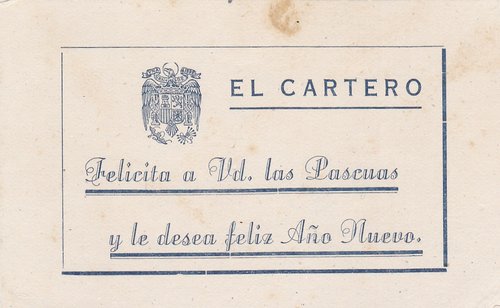 EL CARTERO
Felicita a Vd. las Pascuas
y le desea feliz Año Nuevo.